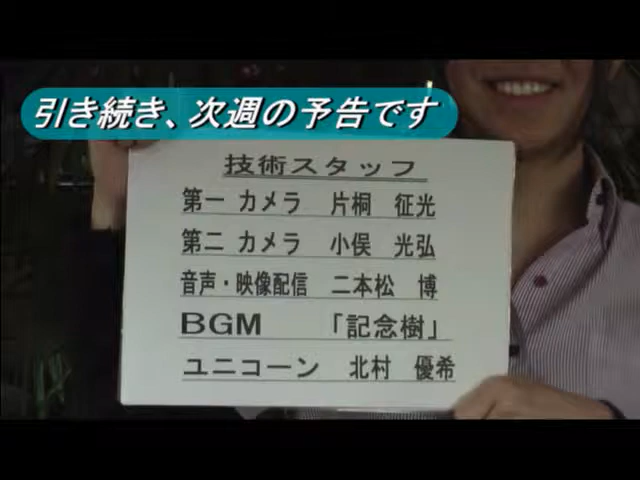 引き続き、次週の予告です
技術スタッフ
第一 カメラ 片桐 征光
第二 カメラ 小俣 光弘
音声・映像配信 二本松 博
BGM 「記念樹」
ユニコーン 北村 優希